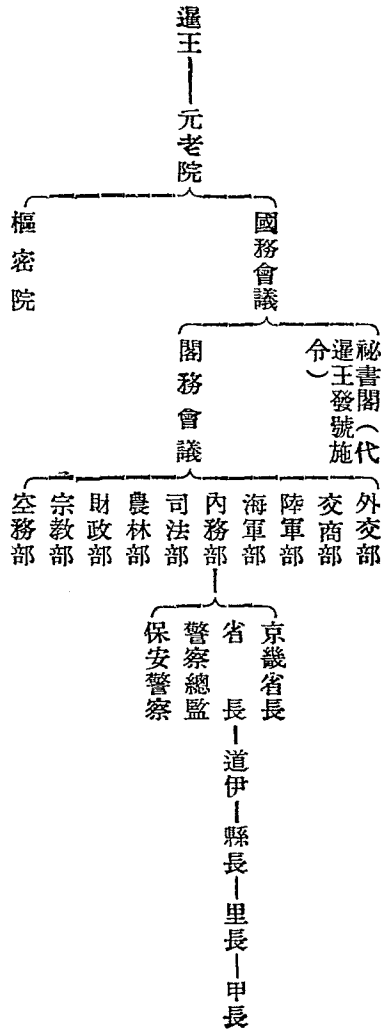 暹王
元老院
國務會議
樞密院
祕書閣（代
暹王發號施
令）
閣務會議
外交部
交商部
陸軍部
海軍部
內務部
司法部
農林部
財政部
宗教部
空務部
京畿省長
省長
警察總監
保安警察
道伊
縣長
里長
甲長